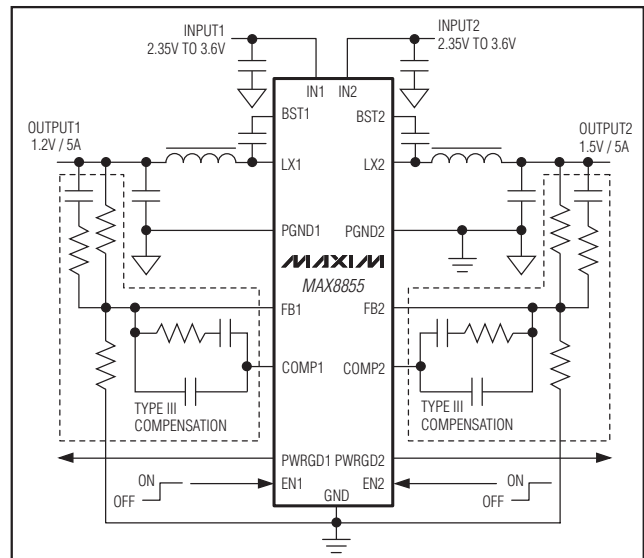 INPUT1
2.35V TO 3.6V
INPUT2
2.35V TO 3.6V
IN1
IN2
BST1
BST2
OUTPUT1
1.2V / 5A
OUTPUT2
1.5V / 5A
LX1
LX2
PGND1
PGND2
MAXIM
MAX8855
FB1
FB2
COMP1
COMP2
TYPE III
COMPENSATION
TYPE III
COMPENSATION
PWRGD1
PWRGD2
ON
OFF
EN1
EN2
ON
OFF
GND